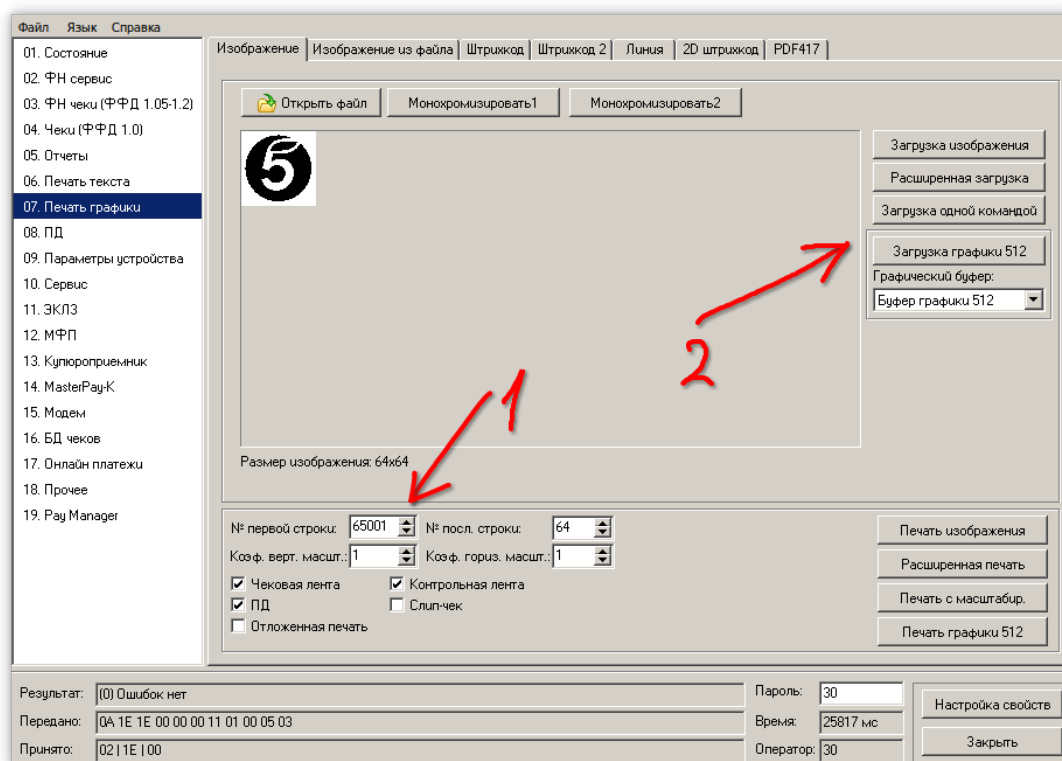 Файл Язык Справка
01. Состояние
02. ФН сервис
03. ФН чеки (ФФД 1.05-1.2)
04. Чеки (ФФД 1.0)
05. Отчеты
06. Печать текста
07. Печать графики
08. ПД
09. Параметры устройства
10. Сервис
11. ЭКЛЗ
12. МФП
13. Купюроприемник
14. MasterPay-K
15. Модем
16. БД чеков
17. Онлайн платежи
18. Прочее
19. Pay Manager
Изображение Изображение из файла Штрихкод Штрихкод 2 Линия 2D штрихкод PDF417
Открыть файл Монохромизировать1 Монохромизировать2
5
Загрузка изображения
Расширенная загрузка
Загрузка одной командой
Загрузка графики 512
Графический буфер:
Буфер графики 512
1
2
Размер изображения: 64x64
№ первой строки: 65001 № посл. строки: 64
Коэф. верт. масшт.: 1 Коэф. гориз. масшт.: 1
Чековая лента Контрольная лента
ПД Слип-чек
Отложенная печать
Печать изображения
Расширенная печать
Печать с масштабир.
Печать графики 512
Результат: (0) Ошибок нет
Передано: 0A 1E 1E 00 00 00 11 01 00 05 03
Принято: 02 | 1E | 00
Пароль: 30
Время: 25817 мс
Оператор: 30
Настройка свойств
Закрыть